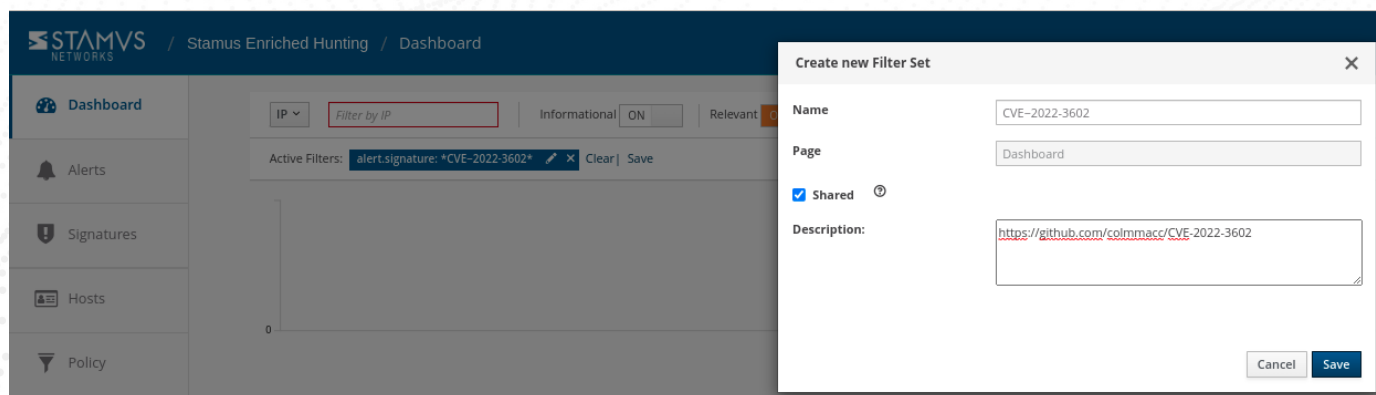 STAMVS NETWORKS / Stamus Enriched Hunting / Dashboard
Dashboard
Alerts
Signatures
Hosts
Policy
IP
Filter by IP
Informational ON
Relevant
Active Filters: alert.signature: *CVE–2022-3602* Clear| Save
0
Create new Filter Set
Name CVE–2022-3602
Page Dashboard
Shared
Description: https://github.com/colmmacc/CVE-2022-3602
Cancel Save